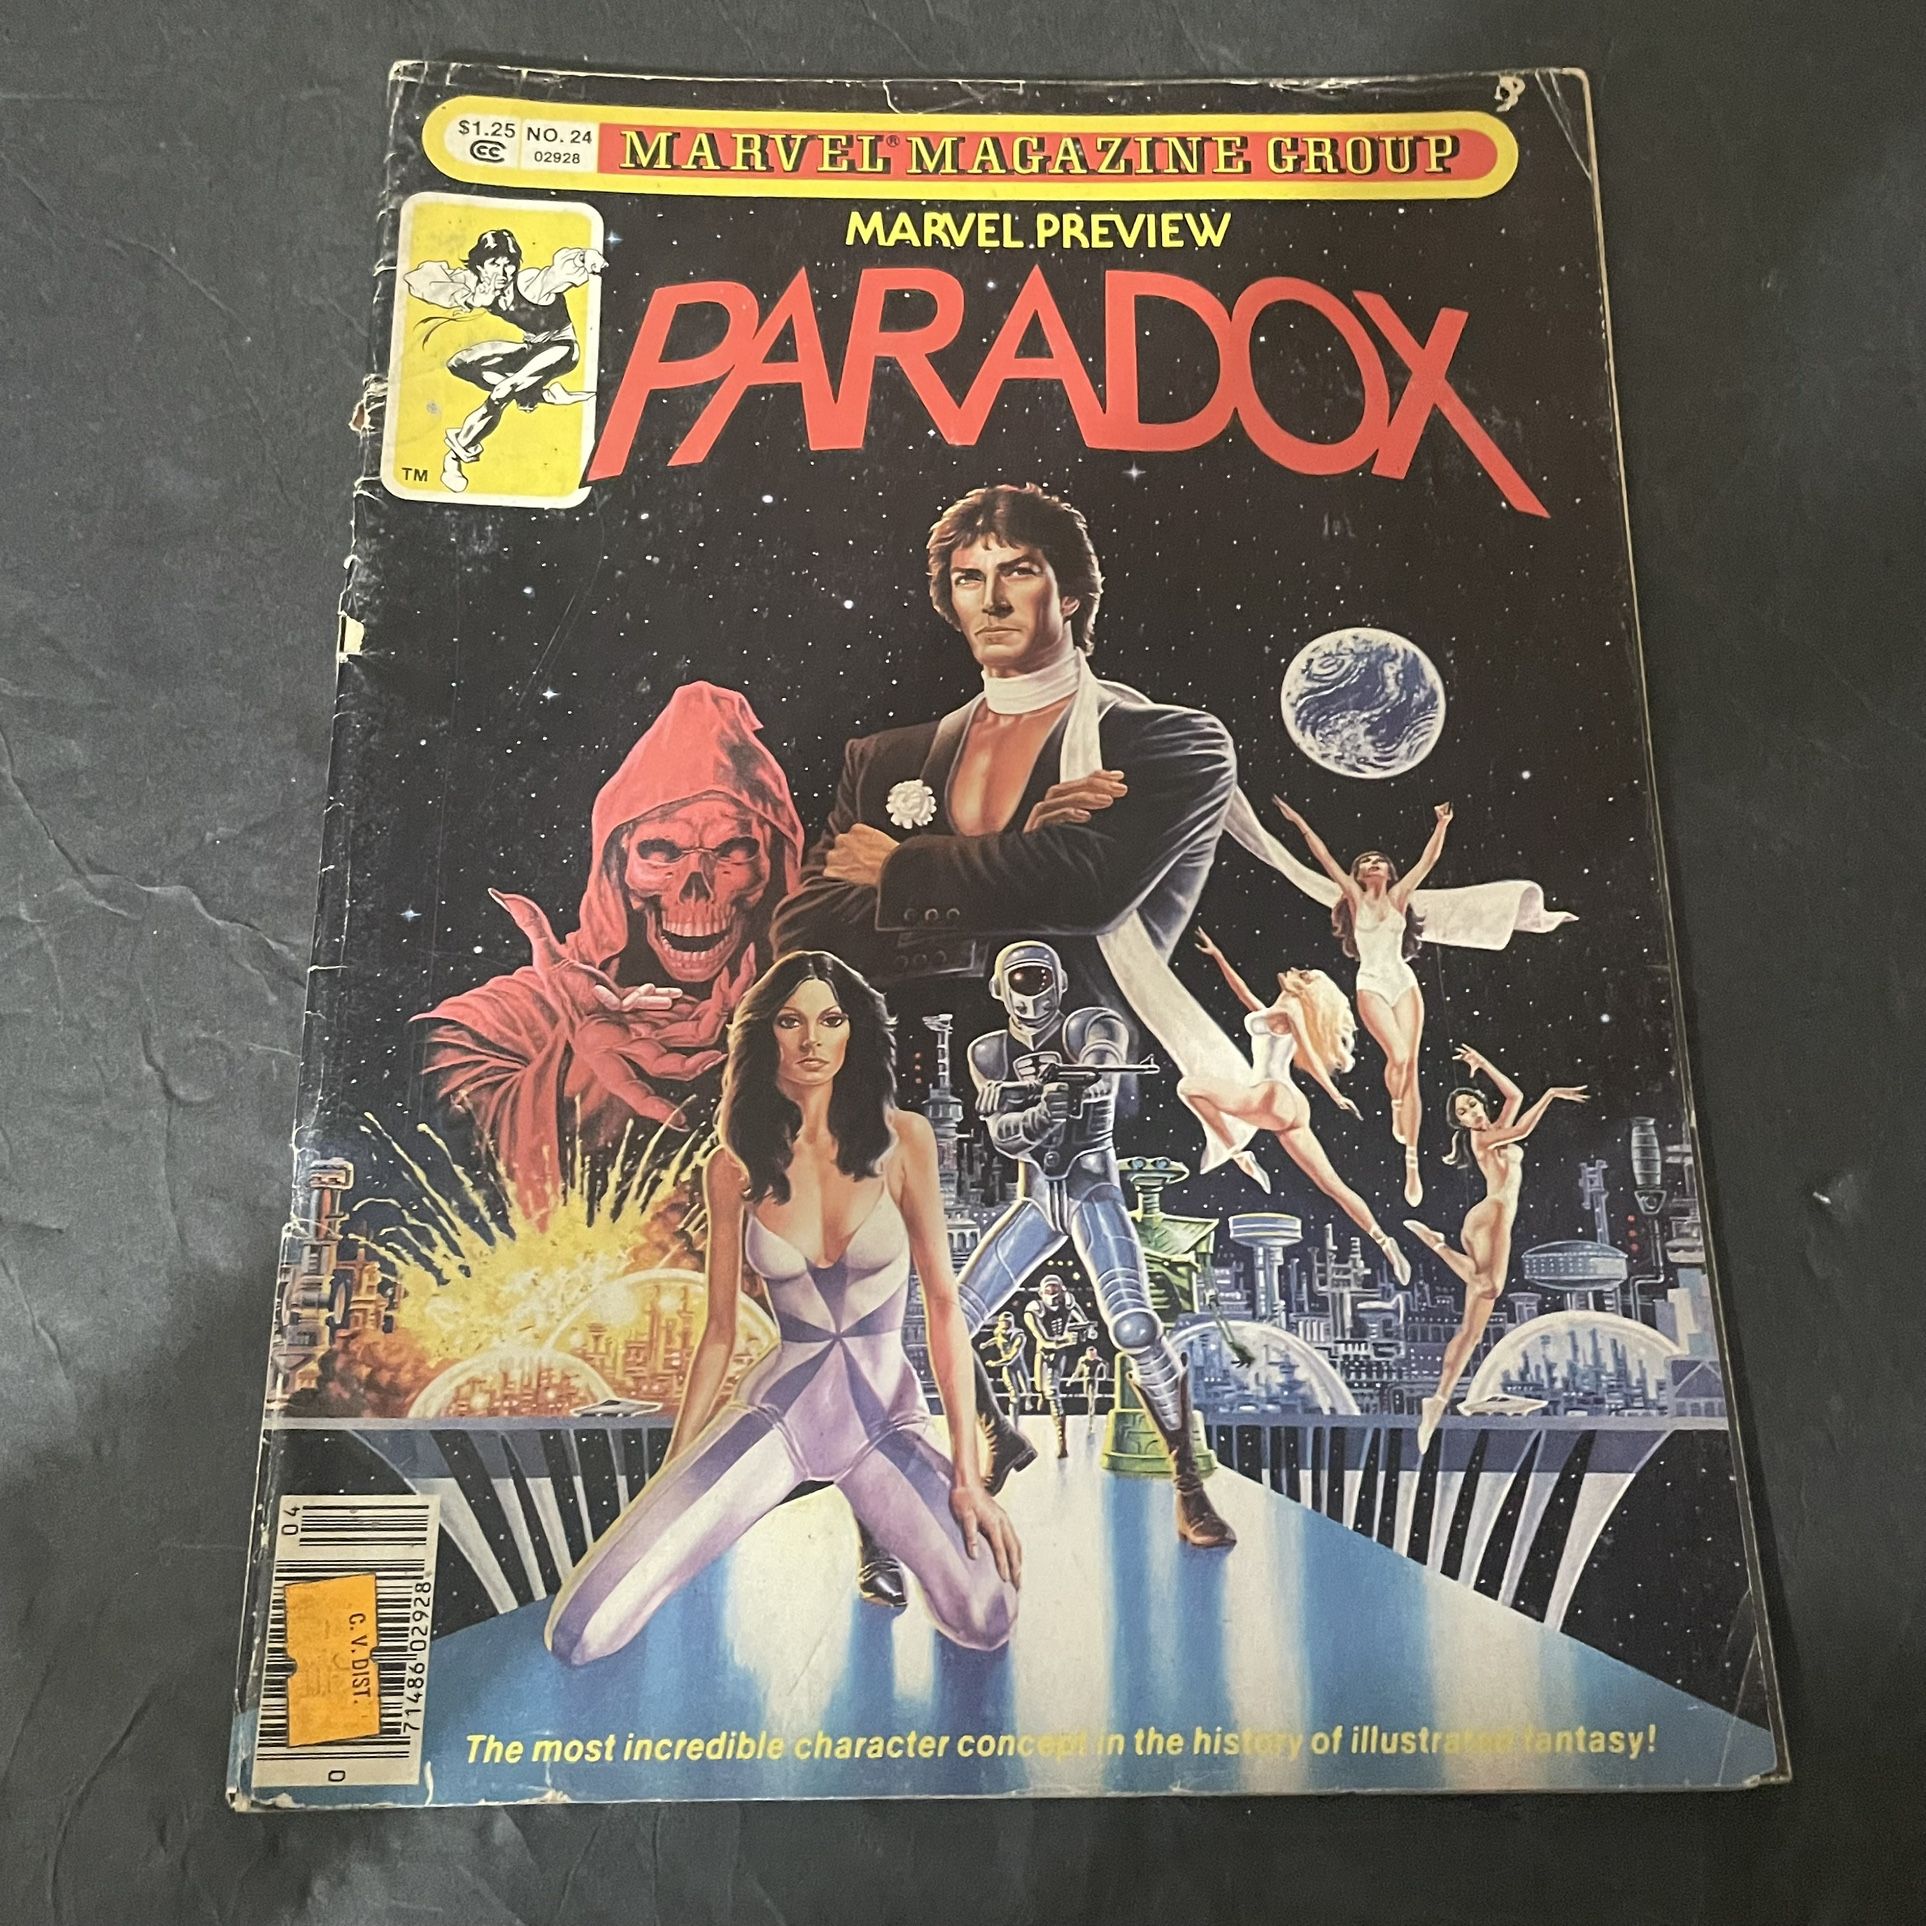 $1.25
CC
NO. 24
02928
MARVEL® MAGAZINE GROUP
MARVEL PREVIEW
PARADOX
TM
04
71486 02928
0
C. V. DIST.
The most incredible character concept in the history of illustrated fantasy!